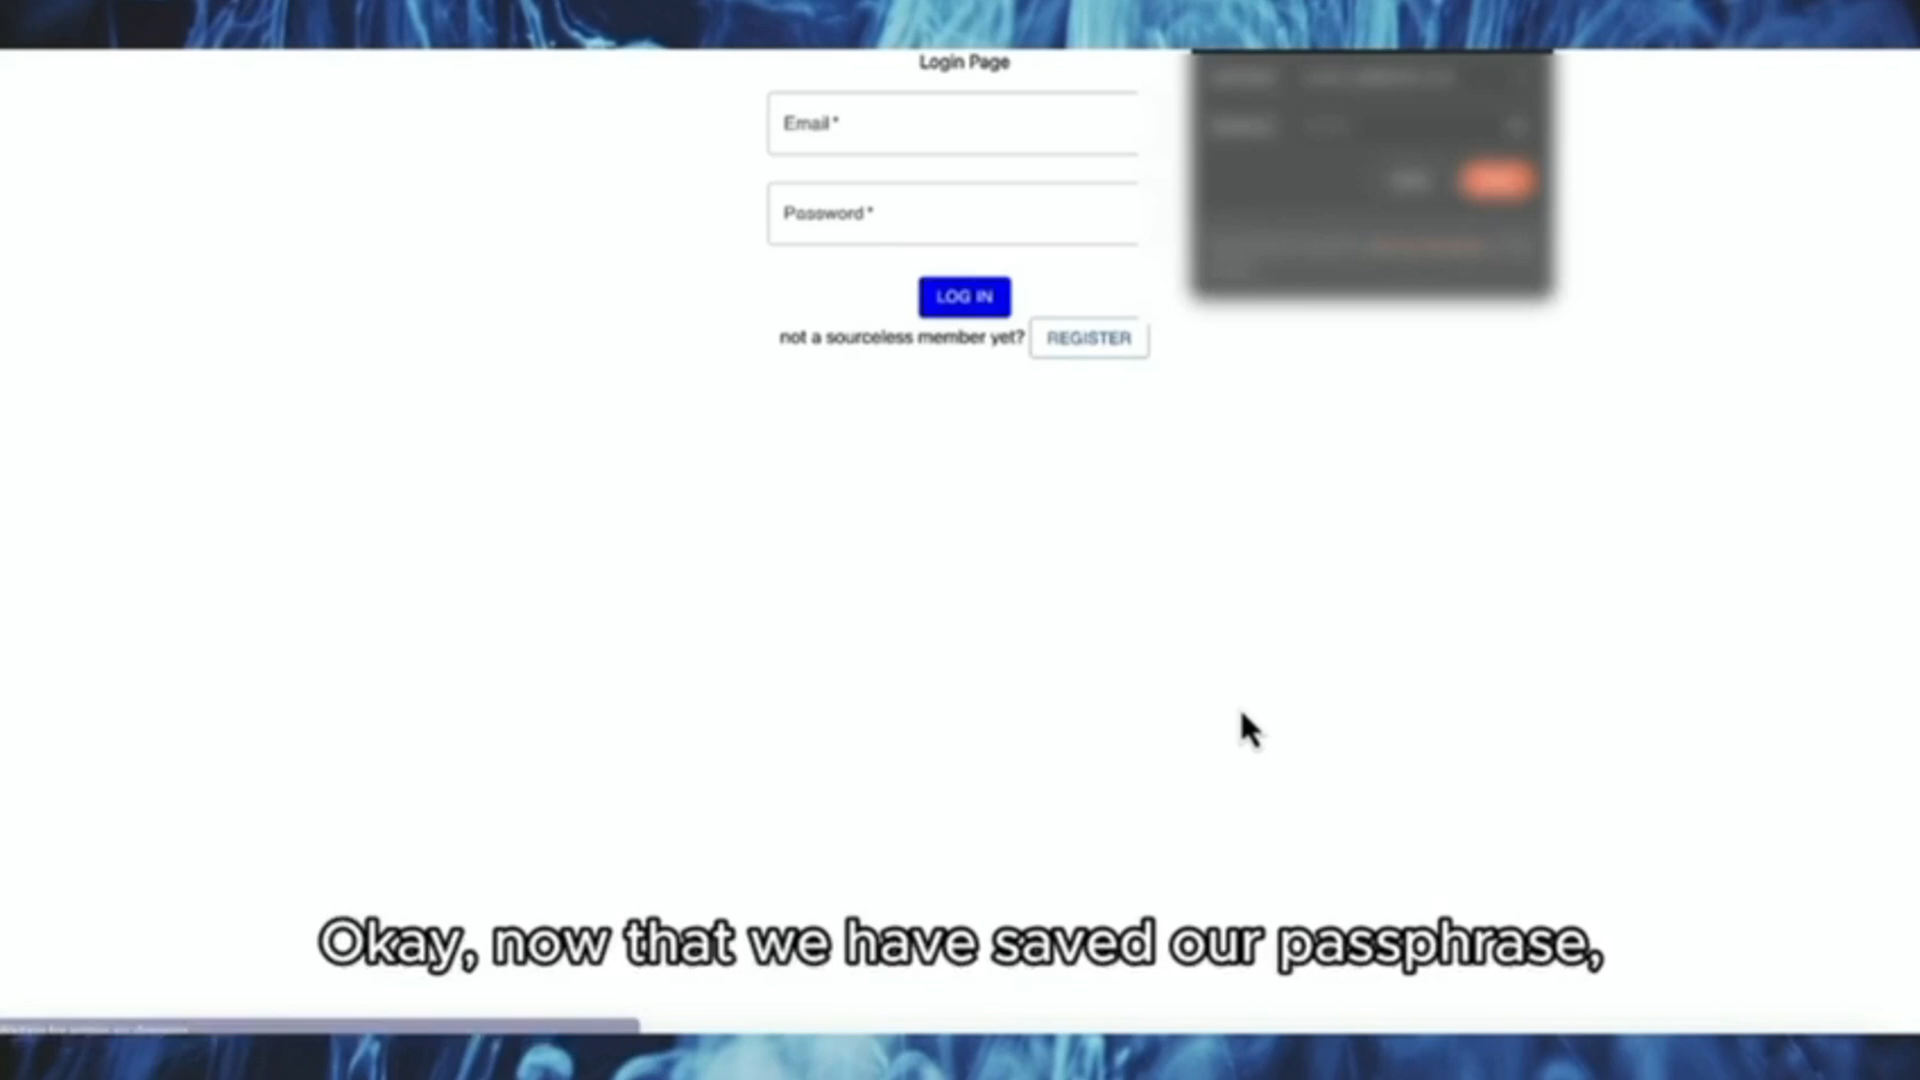 Login Page
Email *
Password *
LOG IN
not a sourceless member yet? REGISTER
Okay, now that we have saved our passphrase,